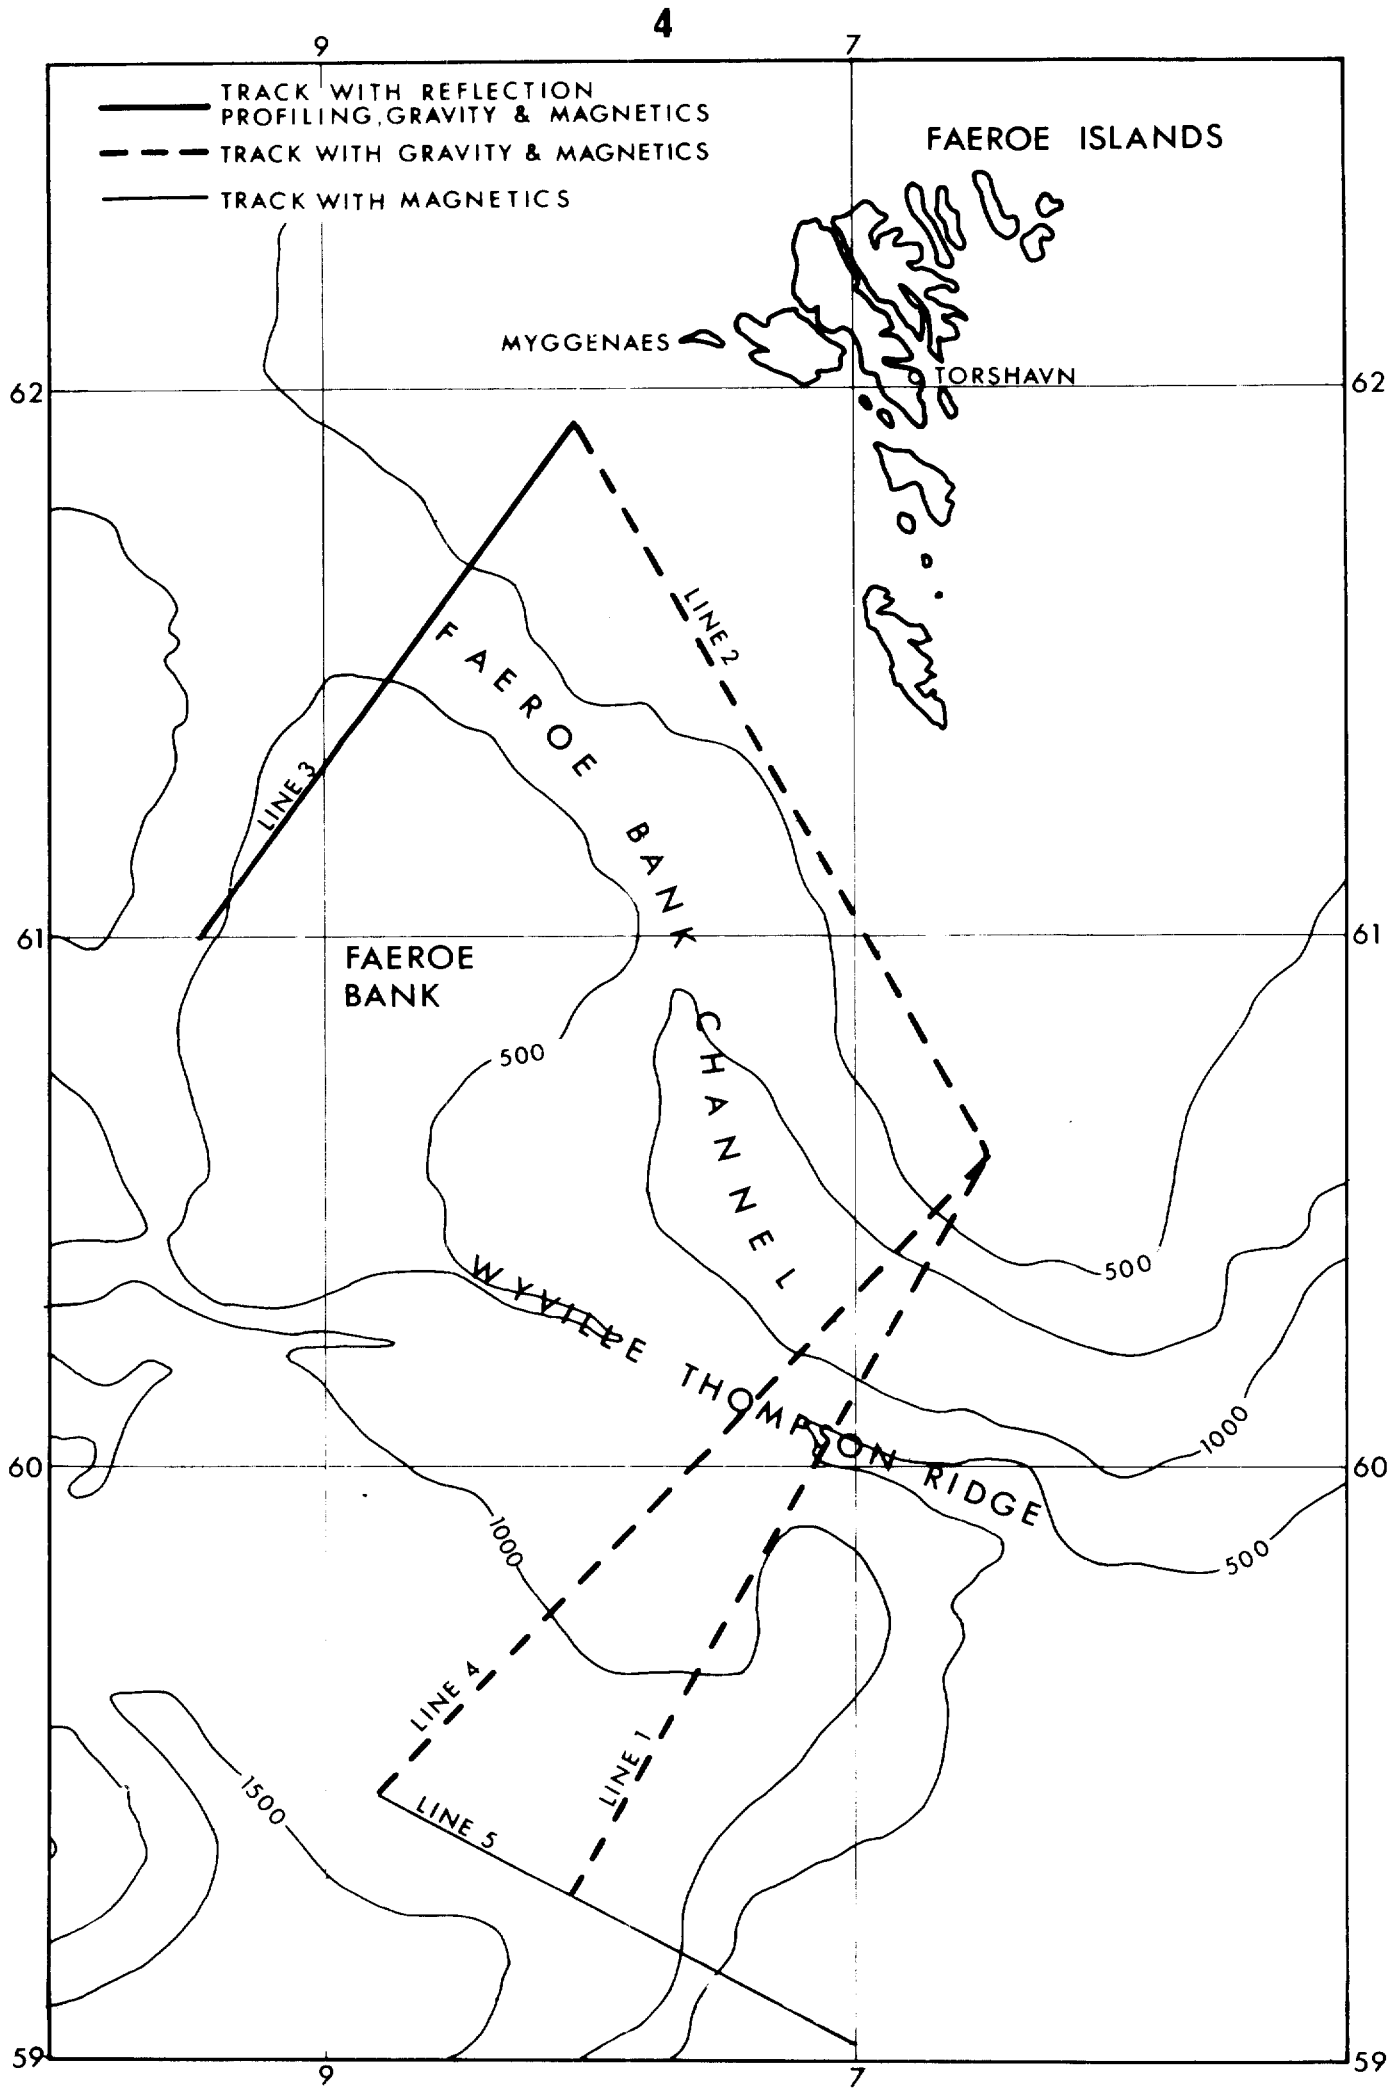 4
9 7
TRACK WITH REFLECTION
PROFILING, GRAVITY & MAGNETICS
TRACK WITH GRAVITY & MAGNETICS
TRACK WITH MAGNETICS
FAEROE ISLANDS
MYGGENAES
TORSHAVN
62 62
LINE 2
FAEROE BANK CHANNEL
LINE 3
61 61
FAEROE
BANK
500
500
WYVILLE THOMPSON RIDGE
1000
60 60
1000
500
LINE 4
LINE 1
1500
LINE 5
59 59
9 7